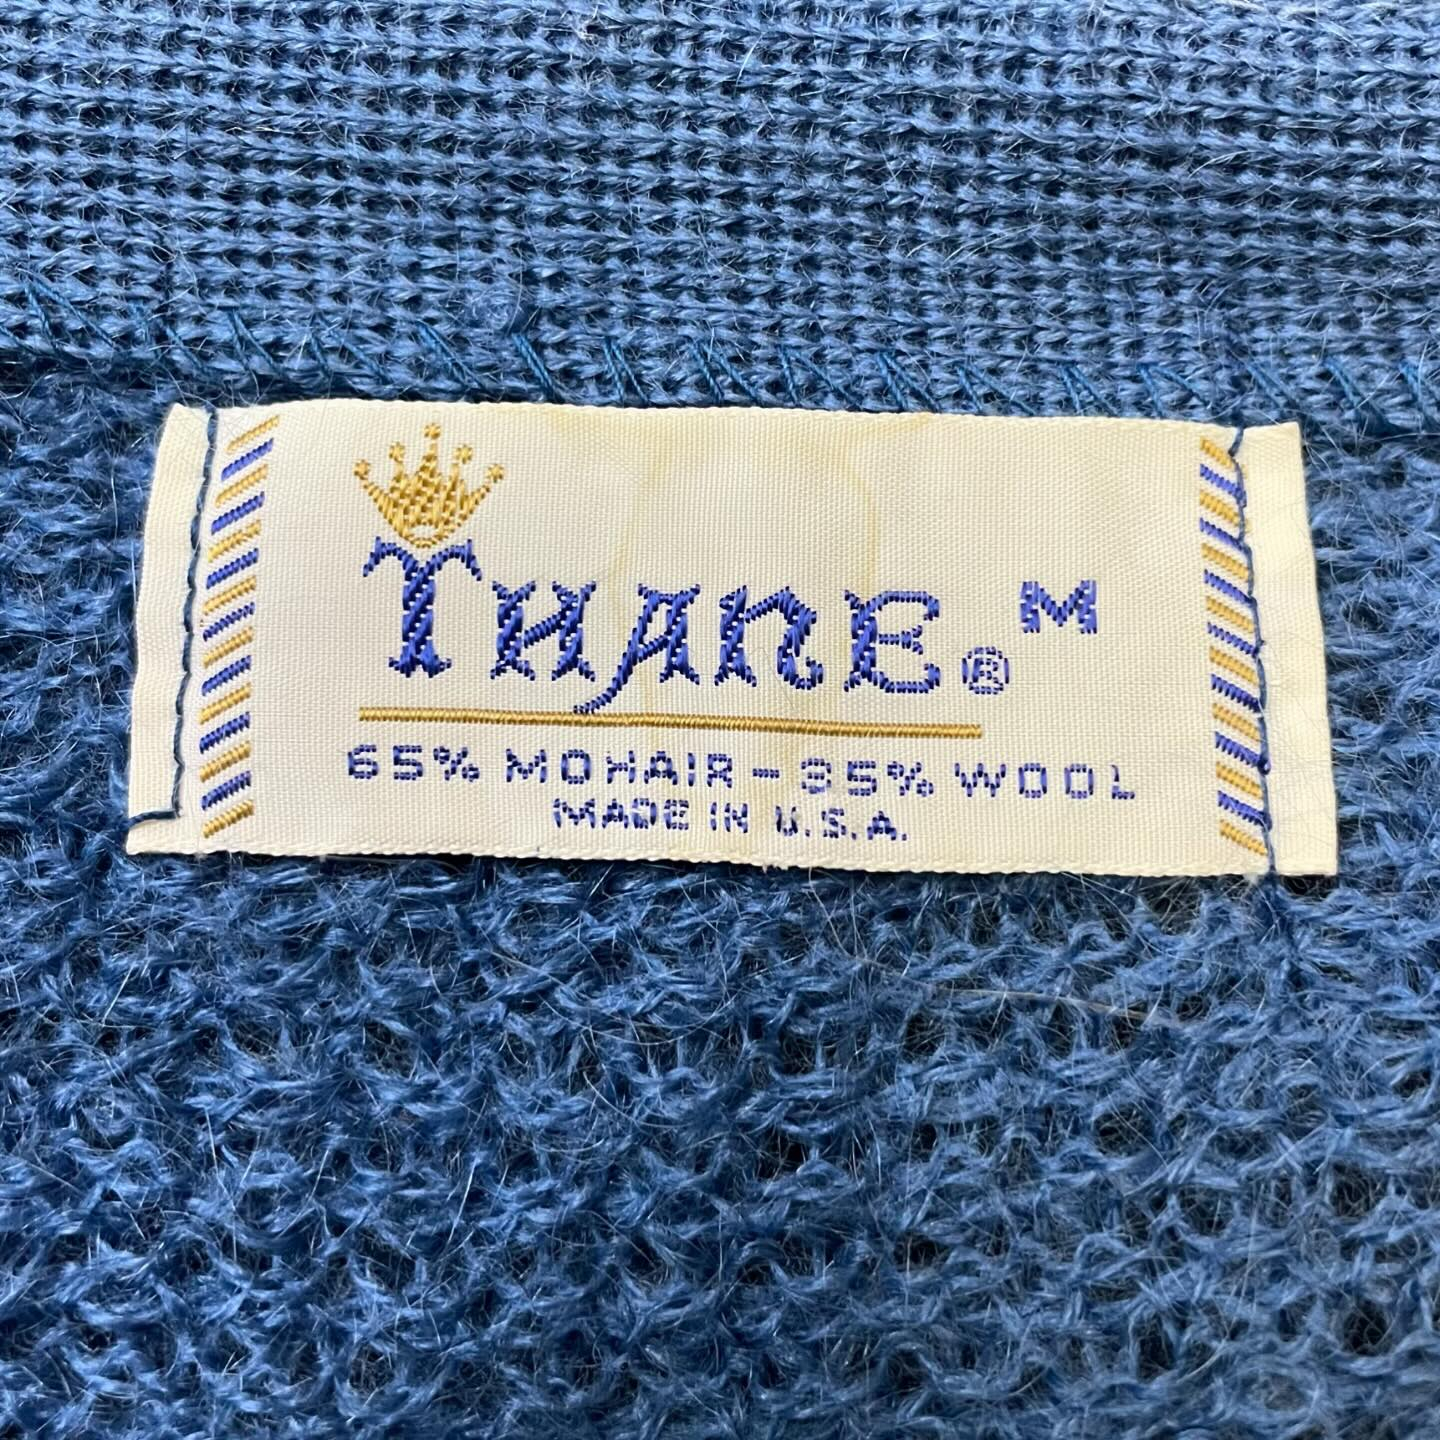 THANE® M
65% MOHAIR - 35% WOOL
MADE IN U.S.A.